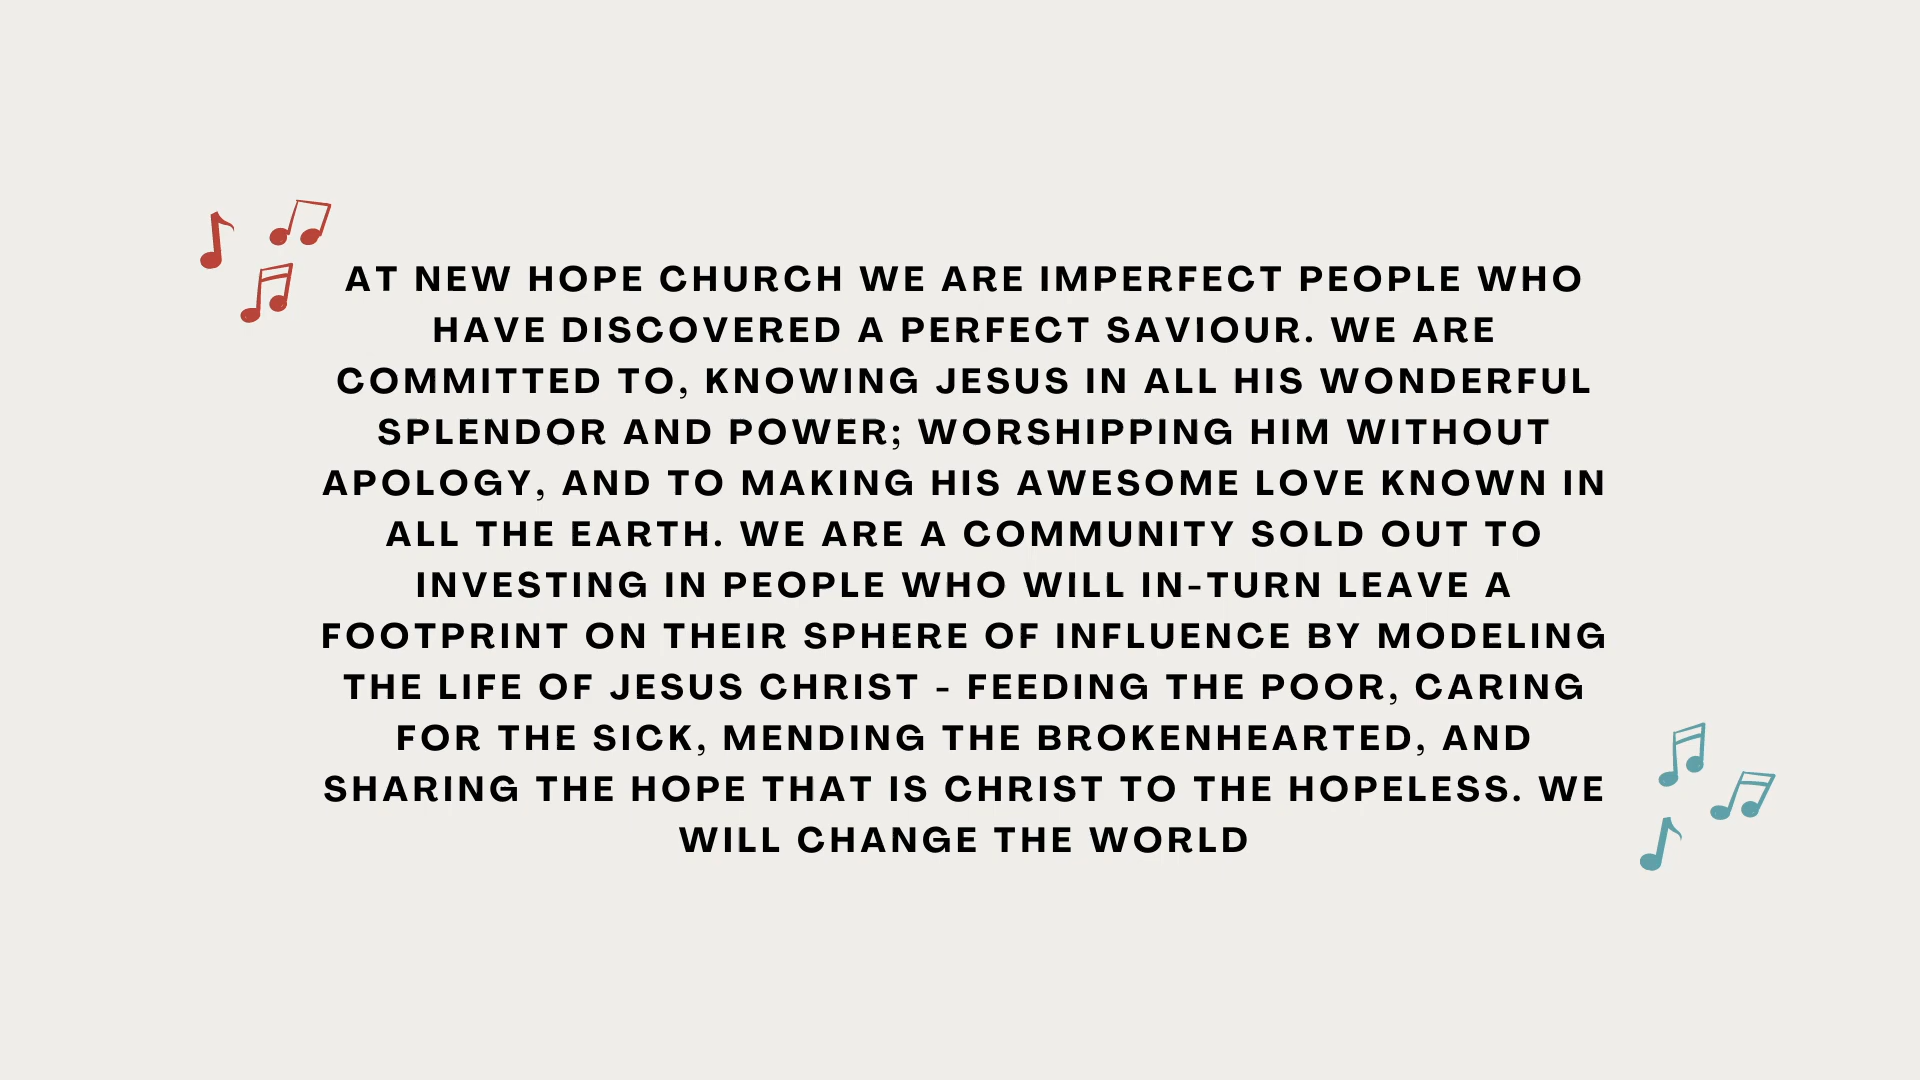 AT NEW HOPE CHURCH WE ARE IMPERFECT PEOPLE WHO
HAVE DISCOVERED A PERFECT SAVIOUR. WE ARE
COMMITTED TO, KNOWING JESUS IN ALL HIS WONDERFUL
SPLENDOR AND POWER; WORSHIPPING HIM WITHOUT
APOLOGY, AND TO MAKING HIS AWESOME LOVE KNOWN IN
ALL THE EARTH. WE ARE A COMMUNITY SOLD OUT TO
INVESTING IN PEOPLE WHO WILL IN-TURN LEAVE A
FOOTPRINT ON THEIR SPHERE OF INFLUENCE BY MODELING
THE LIFE OF JESUS CHRIST - FEEDING THE POOR, CARING
FOR THE SICK, MENDING THE BROKENHEARTED, AND
SHARING THE HOPE THAT IS CHRIST TO THE HOPELESS. WE
WILL CHANGE THE WORLD